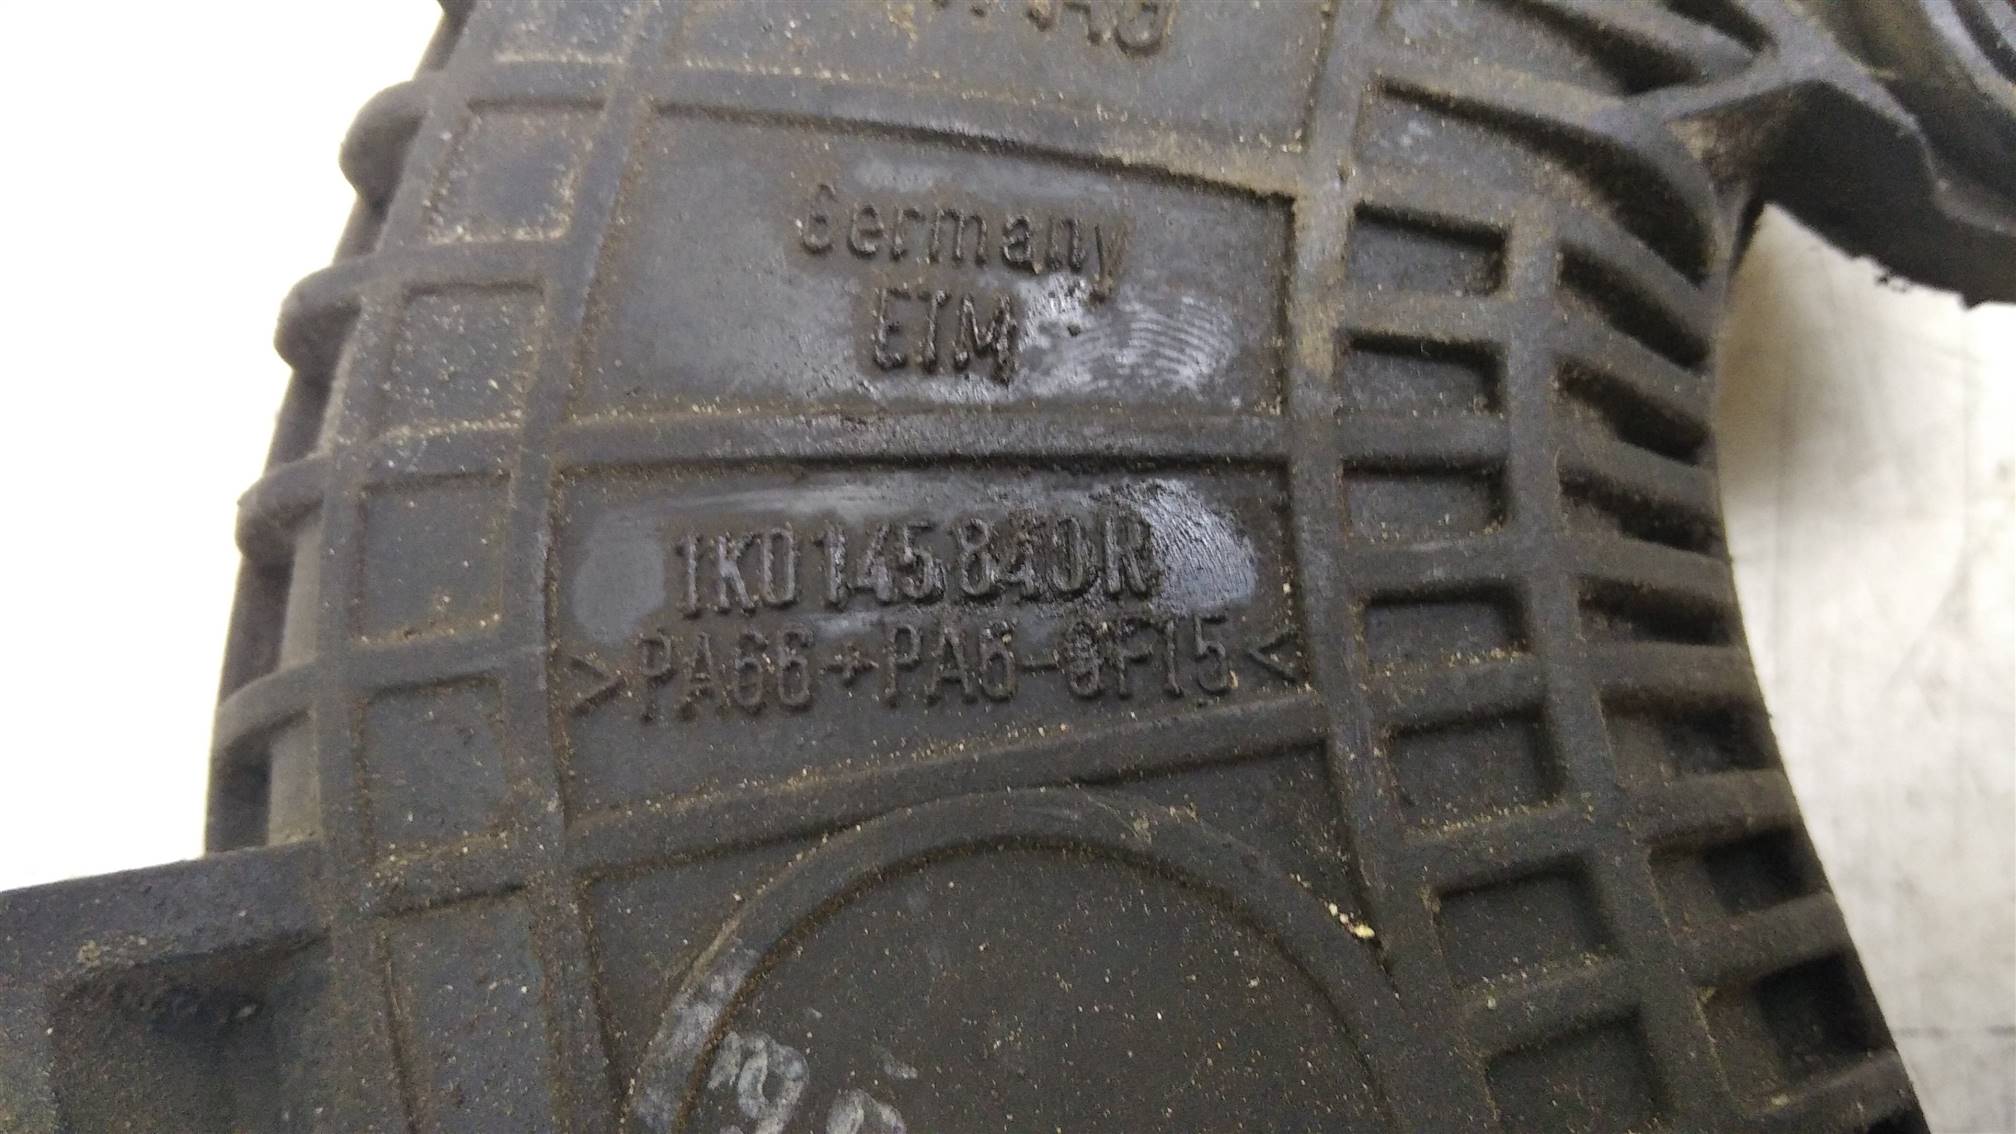 Germany
ETM
1K0145840R
>PA66+PA6-GF15<